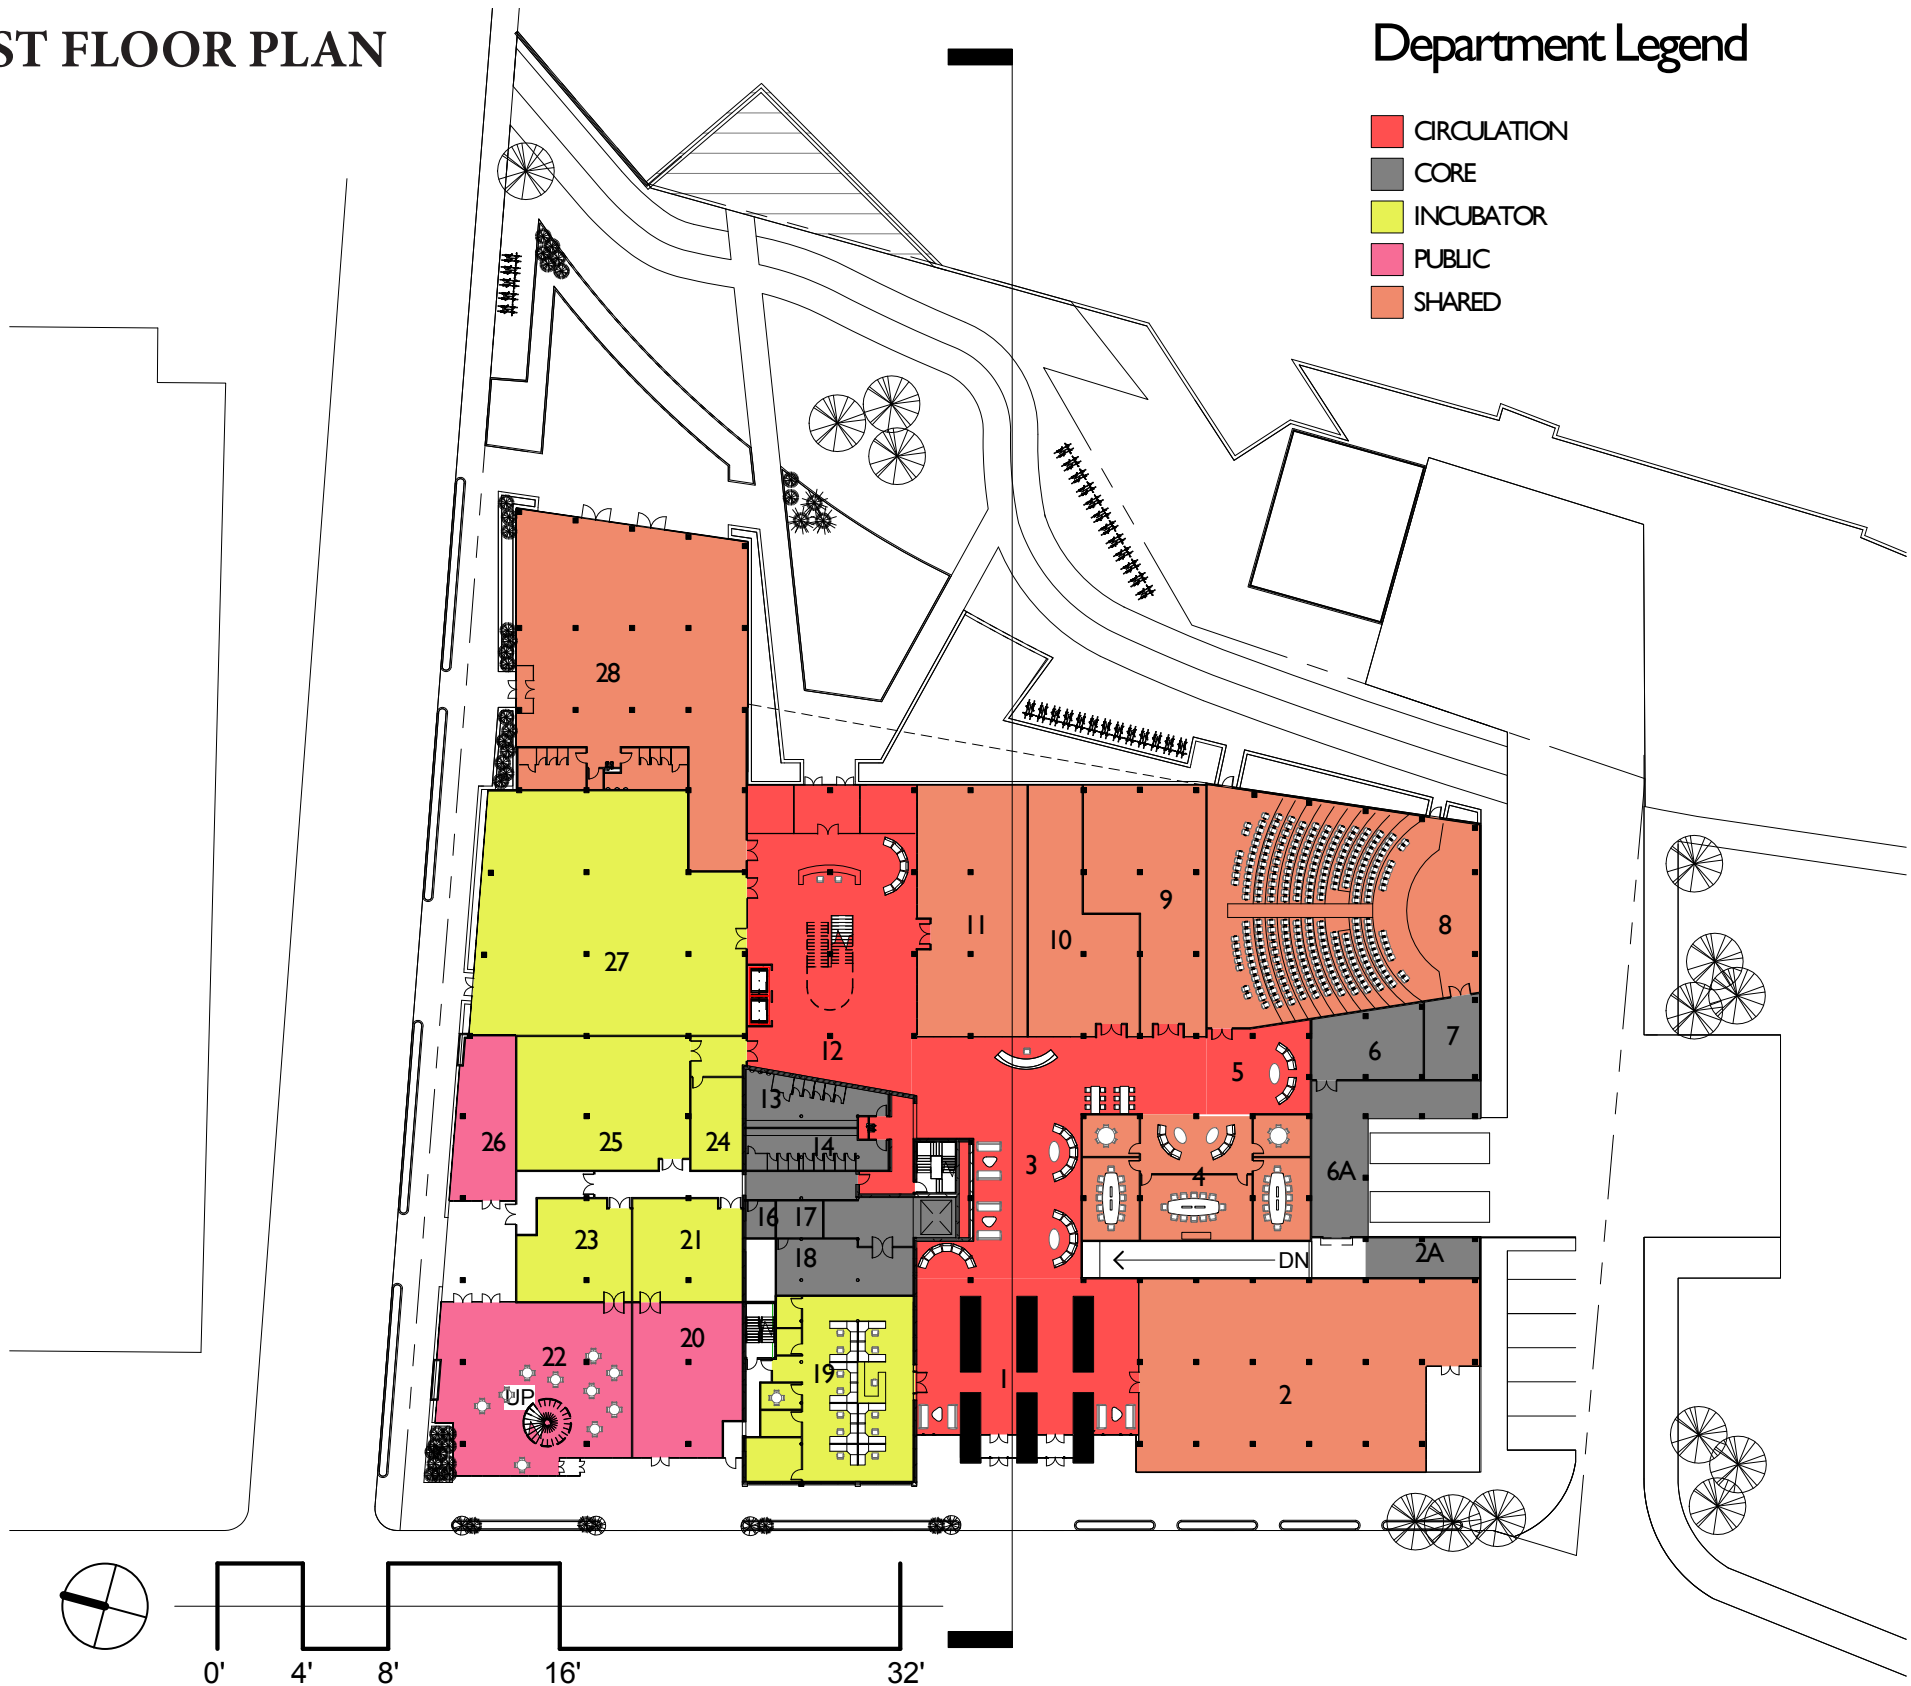 ST FLOOR PLAN
Department Legend
CIRCULATION
CORE
INCUBATOR
PUBLIC
SHARED
28
11
10
9
8
27
12
5
6
7
13
14
26
25
24
3
4
6A
16
17
18
23
21
2A
DN
22
20
19
1
2
UP
0'
4'
8'
16'
32'